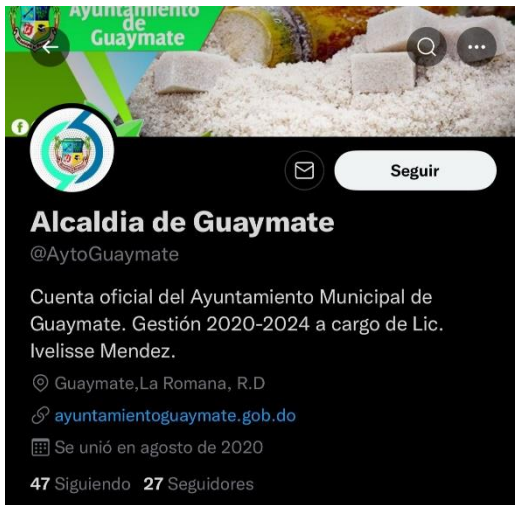 Ayuntamiento
de
Guaymate
Seguir
Alcaldia de Guaymate
@AytoGuaymate
Cuenta oficial del Ayuntamiento Municipal de
Guaymate. Gestión 2020-2024 a cargo de Lic.
Ivelisse Mendez.
Guaymate,La Romana, R.D
ayuntamientoguaymate.gob.do
Se unió en agosto de 2020
47 Siguiendo 27 Seguidores